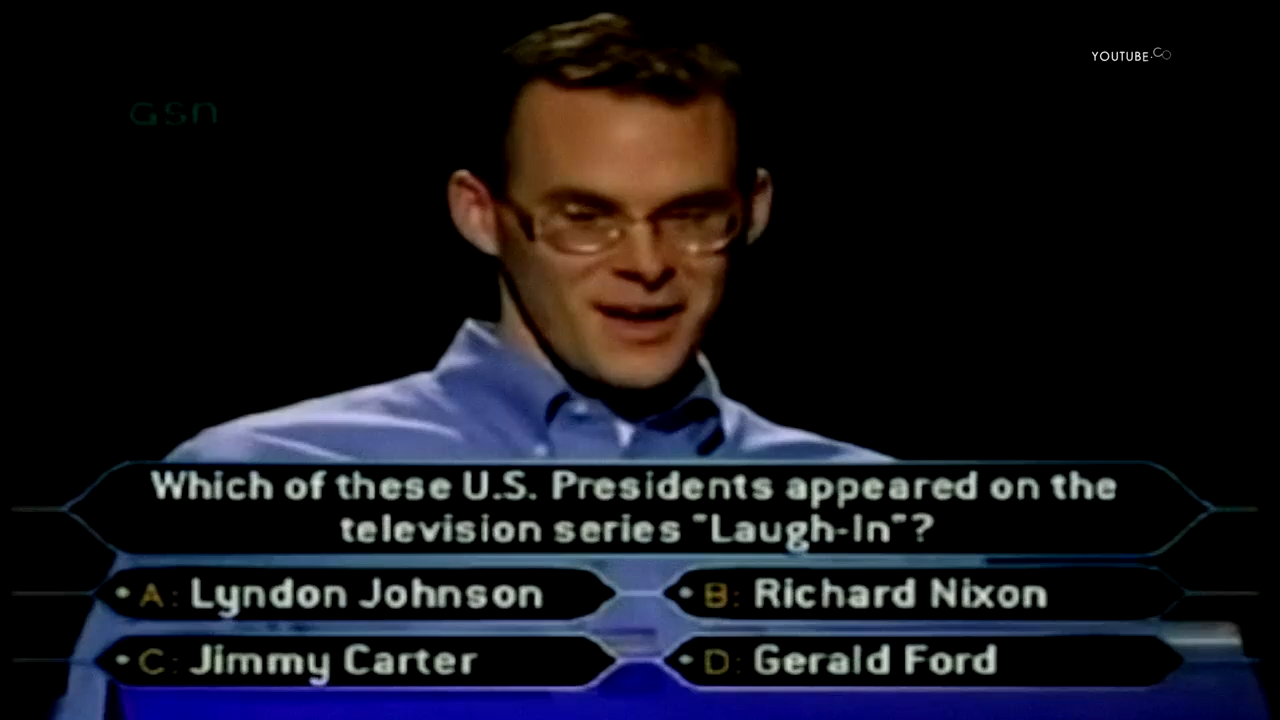 YOUTUBE.CO
GSN
Which of these U.S. Presidents appeared on the
television series "Laugh-In"?
A: Lyndon Johnson
B: Richard Nixon
C: Jimmy Carter
D: Gerald Ford